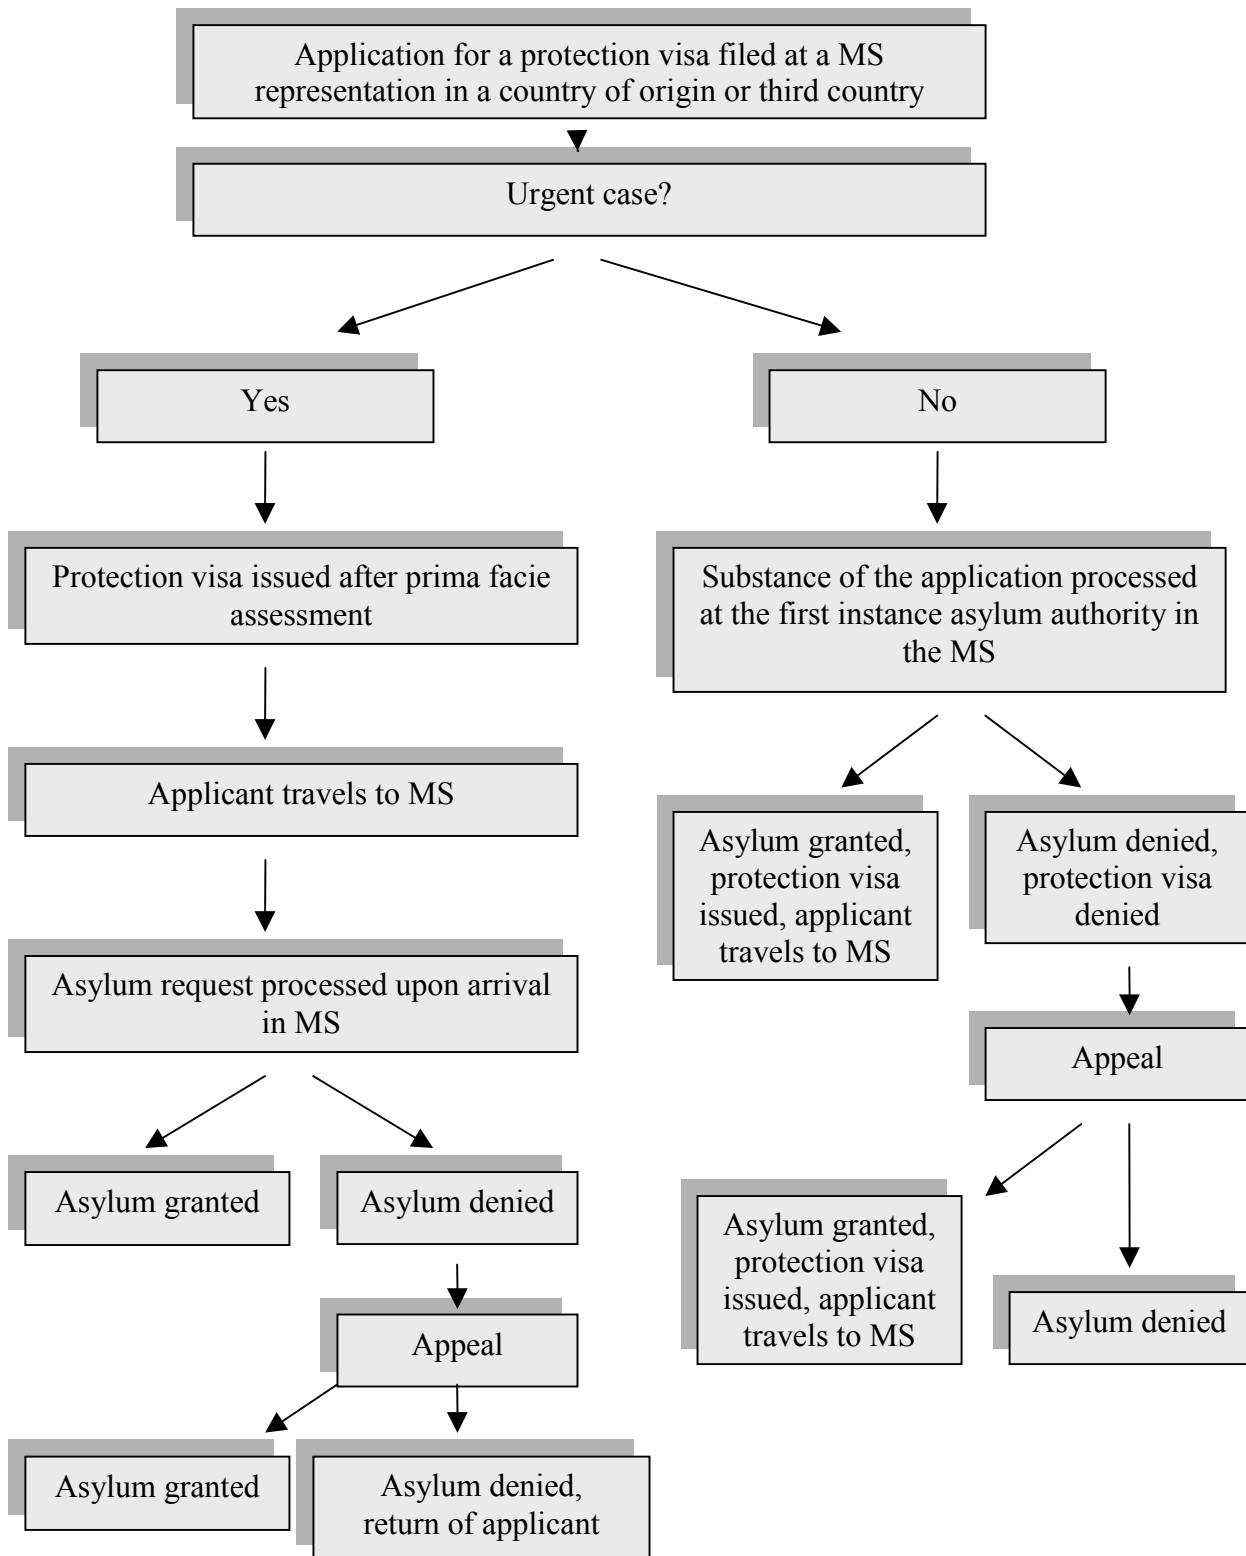 Application for a protection visa filed at a MS
representation in a country of origin or third country
Urgent case?
Yes
No
Protection visa issued after prima facie
assessment
Substance of the application processed
at the first instance asylum authority in
the MS
Applicant travels to MS
Asylum granted,
protection visa
issued, applicant
travels to MS
Asylum denied,
protection visa
denied
Asylum request processed upon arrival
in MS
Appeal
Asylum granted
Asylum denied
Asylum granted,
protection visa
issued, applicant
travels to MS
Asylum denied
Appeal
Asylum granted
Asylum denied,
return of applicant